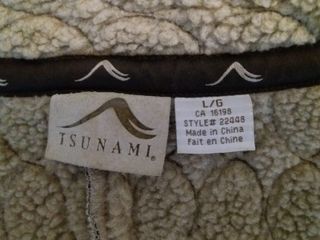 TSUNAMI®
L/G
CA 16198
STYLE# 22448
Made in China
Fait en Chine